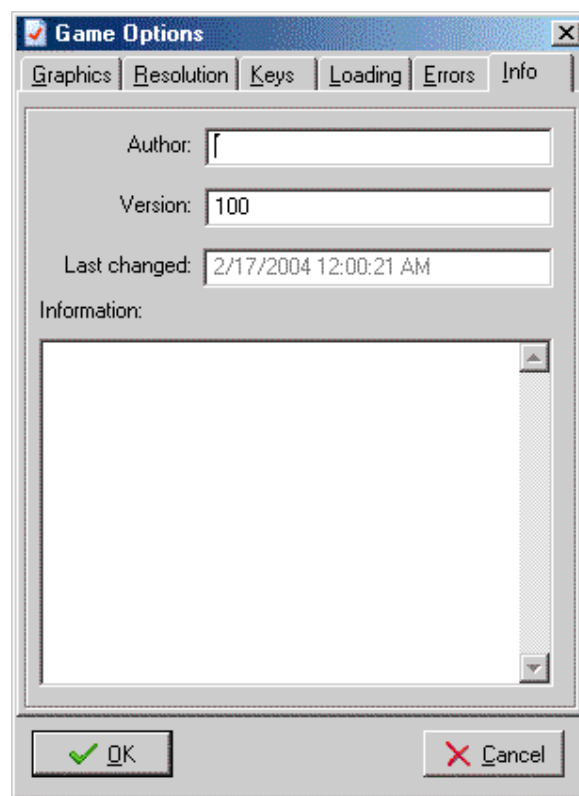 Game Options
Graphics Resolution Keys Loading Errors Info
Author:
Version: 100
Last changed: 2/17/2004 12:00:21 AM
Information:
OK Cancel